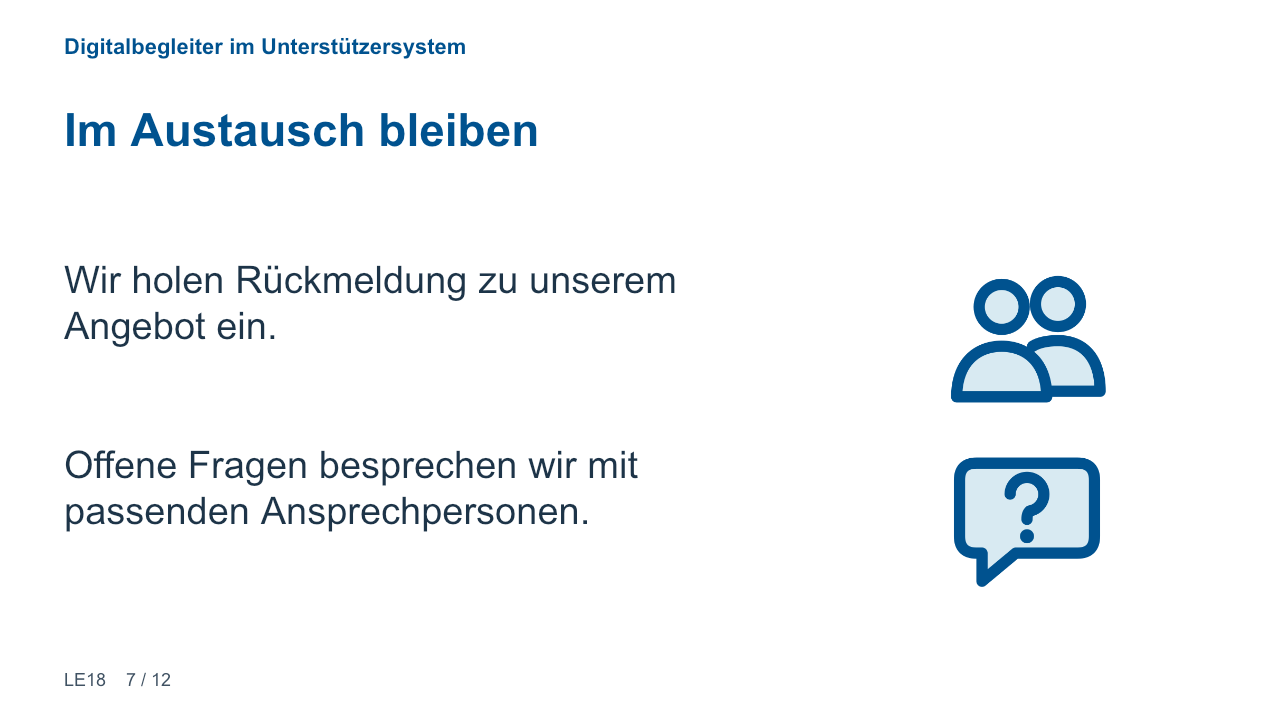 Digitalbegleiter im Unterstützersystem
Im Austausch bleiben
Wir holen Rückmeldung zu unserem
Angebot ein.
Offene Fragen besprechen wir mit
passenden Ansprechpersonen.
LE18 7 / 12